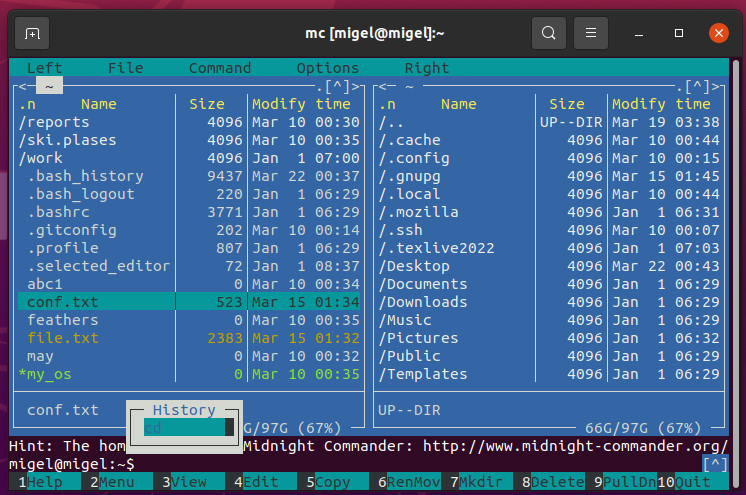 mc [migel@migel]:~
Left File Command Options Right
<─ ~ .[^]>
.n Name Size Modify time
/reports 4096 Mar 10 00:30
/ski.plases 4096 Mar 10 00:35
/work 4096 Jan 1 07:00
.bash_history 9437 Mar 22 00:37
.bash_logout 220 Jan 1 06:29
.bashrc 3771 Jan 1 06:29
.gitconfig 202 Mar 10 00:14
.profile 807 Jan 1 06:29
.selected_editor 72 Jan 1 08:37
abc1 0 Mar 10 00:34
conf.txt 523 Mar 15 01:34
feathers 0 Mar 10 00:35
file.txt 2383 Mar 15 01:32
may 0 Mar 10 00:32
*my_os 0 Mar 10 00:35
conf.txt
G/97G (67%)
<─ ~ .[^]>
.n Name Size Modify time
/.. UP--DIR Mar 19 03:38
/.cache 4096 Mar 10 00:44
/.config 4096 Mar 10 00:15
/.gnupg 4096 Mar 15 01:45
/.local 4096 Mar 10 00:44
/.mozilla 4096 Jan 1 06:31
/.ssh 4096 Mar 10 00:07
/.texlive2022 4096 Jan 1 07:03
/Desktop 4096 Mar 22 00:43
/Documents 4096 Jan 1 06:29
/Downloads 4096 Jan 1 06:29
/Music 4096 Jan 1 06:29
/Pictures 4096 Jan 1 06:32
/Public 4096 Jan 1 06:29
/Templates 4096 Jan 1 06:29
UP--DIR
66G/97G (67%)
History
cd
Hint: The hom Midnight Commander: http://www.midnight-commander.org/
migel@migel:~$ [^]
1Help 2Menu 3View 4Edit 5Copy 6RenMov 7Mkdir 8Delete 9PullDn 10Quit